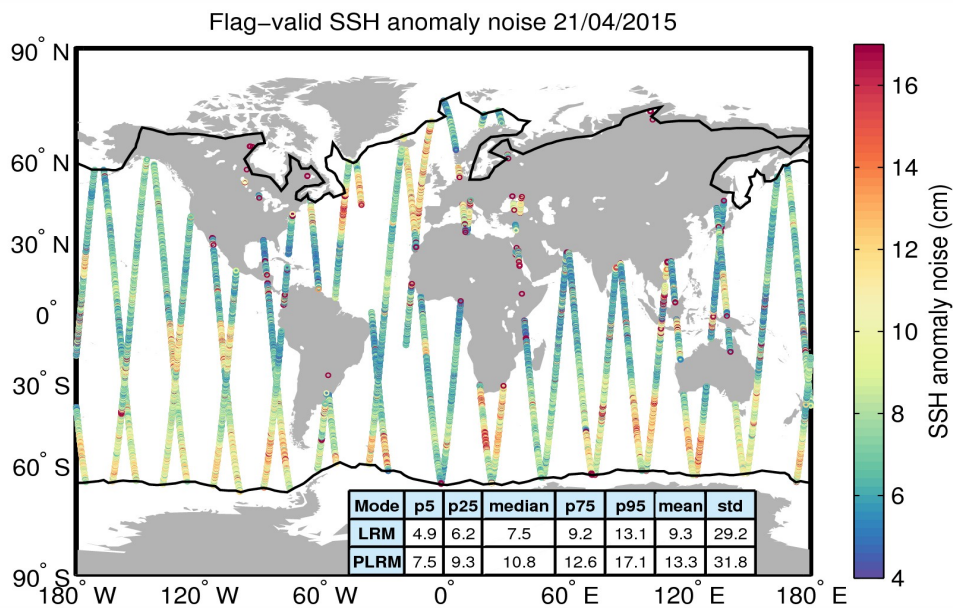 Flag−valid SSH anomaly noise 21/04/2015
90° N
60° N
30° N
0°
30° S
60° S
90° S
180° W 120° W 60° W 0° 60° E 120° E 180° E
Mode p5 p25 median p75 p95 mean std
LRM 4.9 6.2 7.5 9.2 13.1 9.3 29.2
PLRM 7.5 9.3 10.8 12.6 17.1 13.3 31.8
16
14
12
10
8
6
4
SSH anomaly noise (cm)